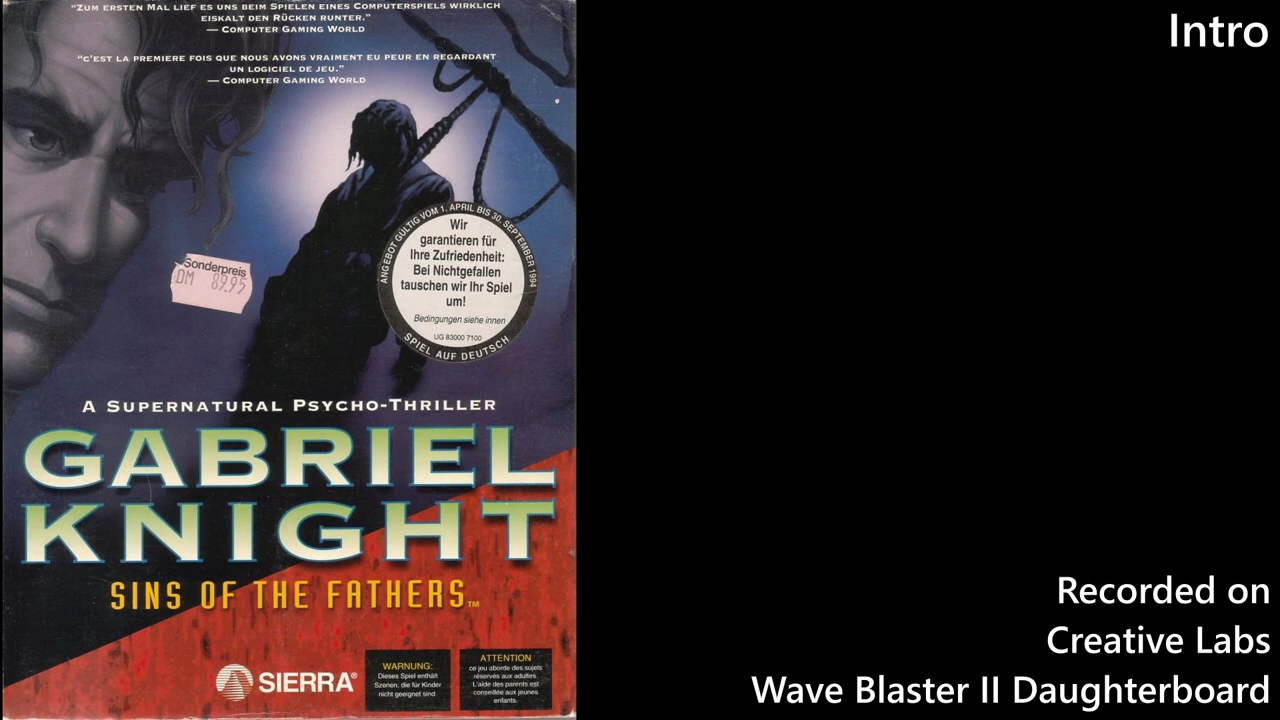 “Zum ersten Mal lief es uns beim Spielen eines Computerspiels wirklich
eiskalt den Rücken runter.”
— Computer Gaming World
“c'est la premiere fois que nous avons vraiment eu peur en regardant
un logiciel de jeu.”
— Computer Gaming World
Intro
Sonderpreis
DM 89.95
ANGEBOT GÜLTIG VOM 1. APRIL BIS 30. SEPTEMBER 1994
Wir
garantieren für
Ihre Zufriedenheit:
Bei Nichtgefallen
tauschen wir Ihr Spiel
um!
Bedingungen siehe innen
UG 83000 7100
SPIEL AUF DEUTSCH
A Supernatural Psycho-Thriller
GABRIEL
KNIGHT
SINS OF THE FATHERS™
SIERRA®
WARNUNG:
Dieses Spiel enthält
Szenen, die für Kinder
nicht geeignet sind
ATTENTION
ce jeu aborde des sujets
réservés aux adultes.
L'aide des parents est
conseillée aux jeunes
enfants.
Recorded on
Creative Labs
Wave Blaster II Daughterboard